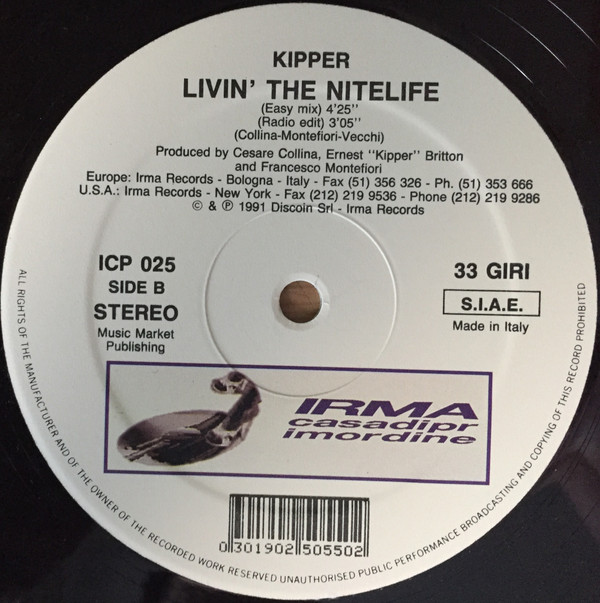 KIPPER
LIVIN' THE NITELIFE
(Easy mix) 4'25''
(Radio edit) 3'05''
(Collina-Montefiori-Vecchi)
Produced by Cesare Collina, Ernest "Kipper" Britton
and Francesco Montefiori
Europe: Irma Records - Bologna - Italy - Fax (51) 356 326 - Ph. (51) 353 666
U.S.A.: Irma Records - New York - Fax (212) 219 9536 - Phone (212) 219 9286
© & ℗ 1991 Discoin Srl - Irma Records
ICP 025
SIDE B
STEREO
Music Market
Publishing
33 GIRI
S.I.A.E.
Made in Italy
IRMA
casadipr
imordine
0 301902 505502
ALL RIGHTS OF THE MANUFACTURER AND OF THE OWNER OF THE RECORDED WORK RESERVED UNAUTHORISED PUBLIC PERFORMANCE BROADCASTING AND COPYING OF THIS RECORD PROHIBITED